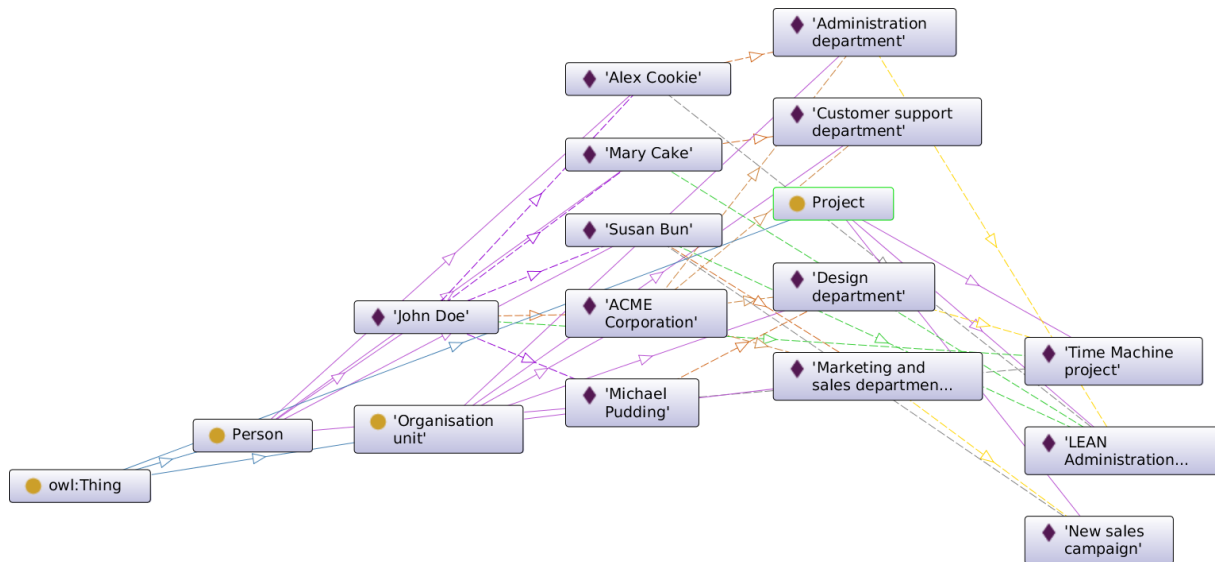 'Administration
department'
'Alex Cookie'
'Customer support
department'
'Mary Cake'
Project
'Susan Bun'
'Design
department'
'John Doe'
'ACME
Corporation'
'Time Machine
project'
'Marketing and
sales departmen...
'Michael
Pudding'
'Organisation
unit'
Person
'LEAN
Administration...
owl:Thing
'New sales
campaign'